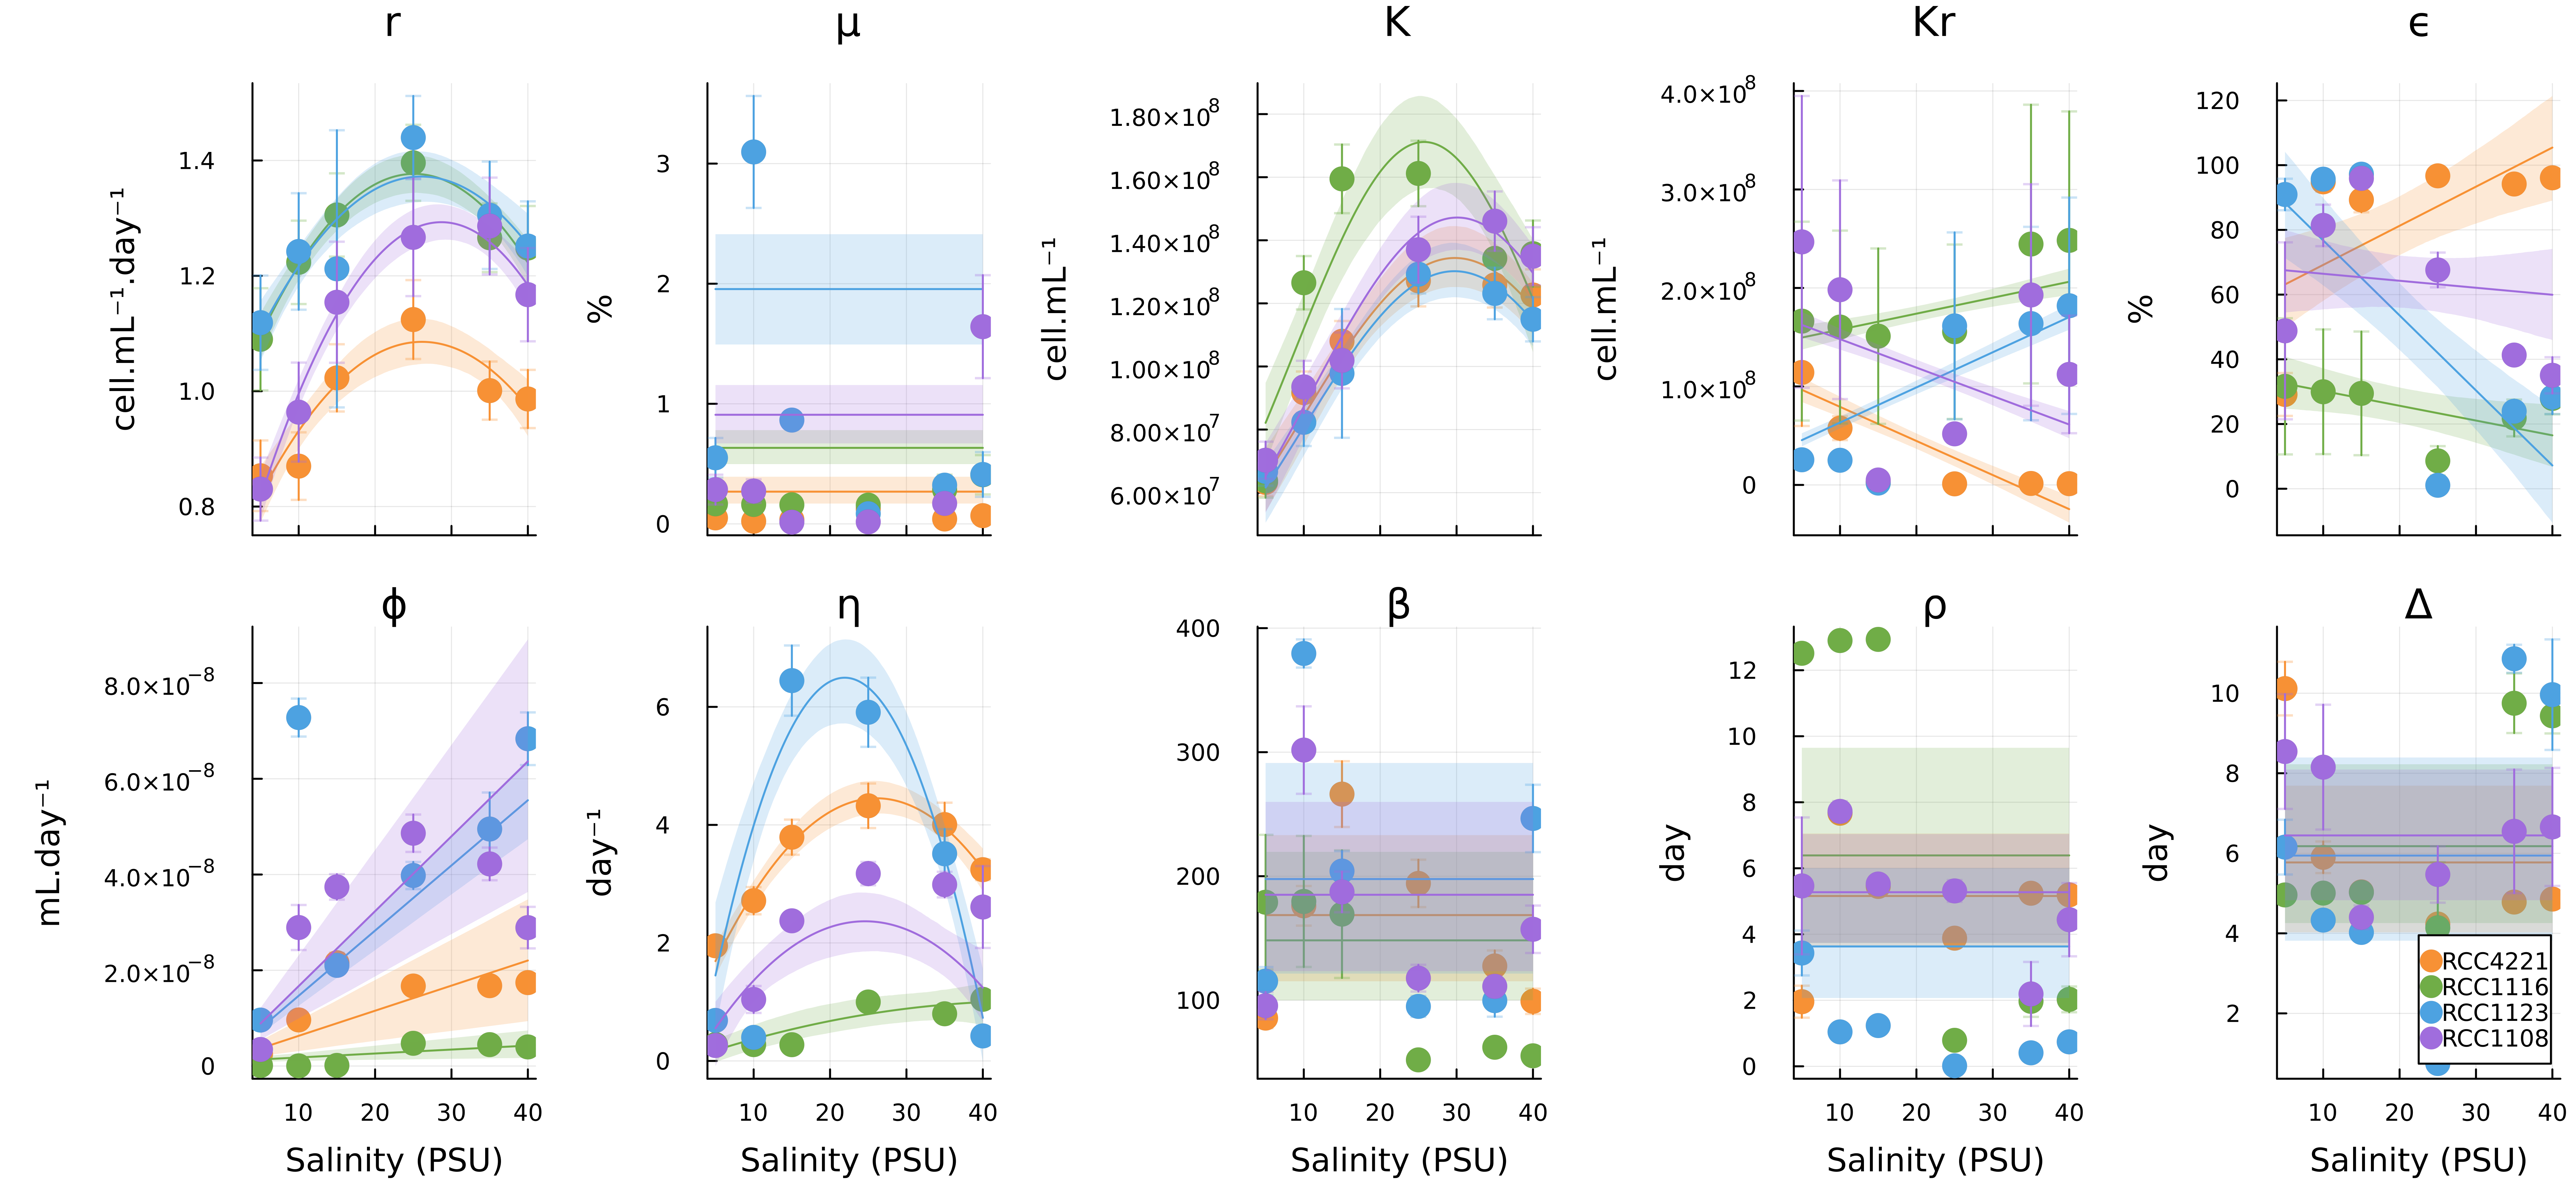 r
μ
K
Kr
ϵ
cell.mL⁻¹.day⁻¹
1.4
1.2
1.0
0.8
%
3
2
1
0
cell.mL⁻¹
1.80×10⁸
1.60×10⁸
1.40×10⁸
1.20×10⁸
1.00×10⁸
8.00×10⁷
6.00×10⁷
cell.mL⁻¹
4.0×10⁸
3.0×10⁸
2.0×10⁸
1.0×10⁸
0
%
120
100
80
60
40
20
0
ϕ
η
β
ρ
Δ
mL.day⁻¹
8.0×10⁻⁸
6.0×10⁻⁸
4.0×10⁻⁸
2.0×10⁻⁸
0
10 20 30 40
Salinity (PSU)
day⁻¹
6
4
2
0
10 20 30 40
Salinity (PSU)
400
300
200
100
10 20 30 40
Salinity (PSU)
day
12
10
8
6
4
2
0
10 20 30 40
Salinity (PSU)
day
10
8
6
4
2
10 20 30 40
Salinity (PSU)
RCC4221
RCC1116
RCC1123
RCC1108